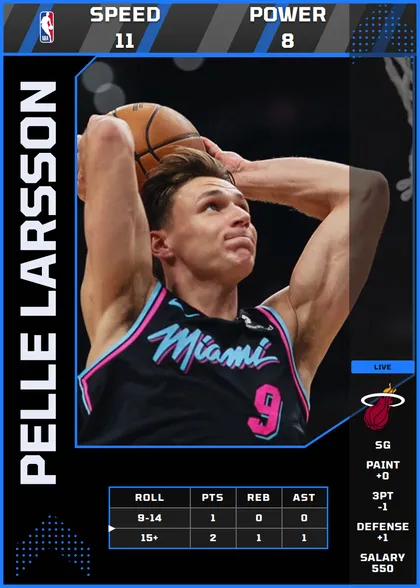 SPEED
11
POWER
8
PELLE LARSSON
Miami
9
LIVE
SG
PAINT
+0
3PT
-1
DEFENSE
+1
SALARY
550
ROLL PTS REB AST
9-14 1 0 0
15+ 2 1 1